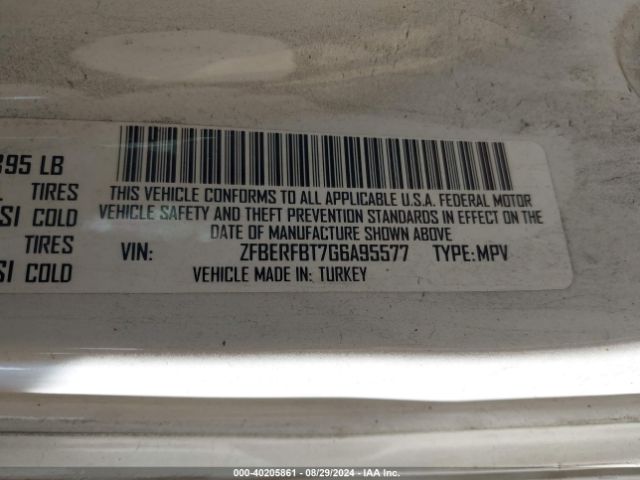 395 LB
TIRES
SI COLD
TIRES
SI COLD
THIS VEHICLE CONFORMS TO ALL APPLICABLE U.S.A. FEDERAL MOTOR
VEHICLE SAFETY AND THEFT PREVENTION STANDARDS IN EFFECT ON THE
DATE OF MANUFACTURE SHOWN ABOVE
VIN: ZFBERFBT7G6A95577 TYPE: MPV
VEHICLE MADE IN: TURKEY
000-40205861 - 08/29/2024 - IAA Inc.